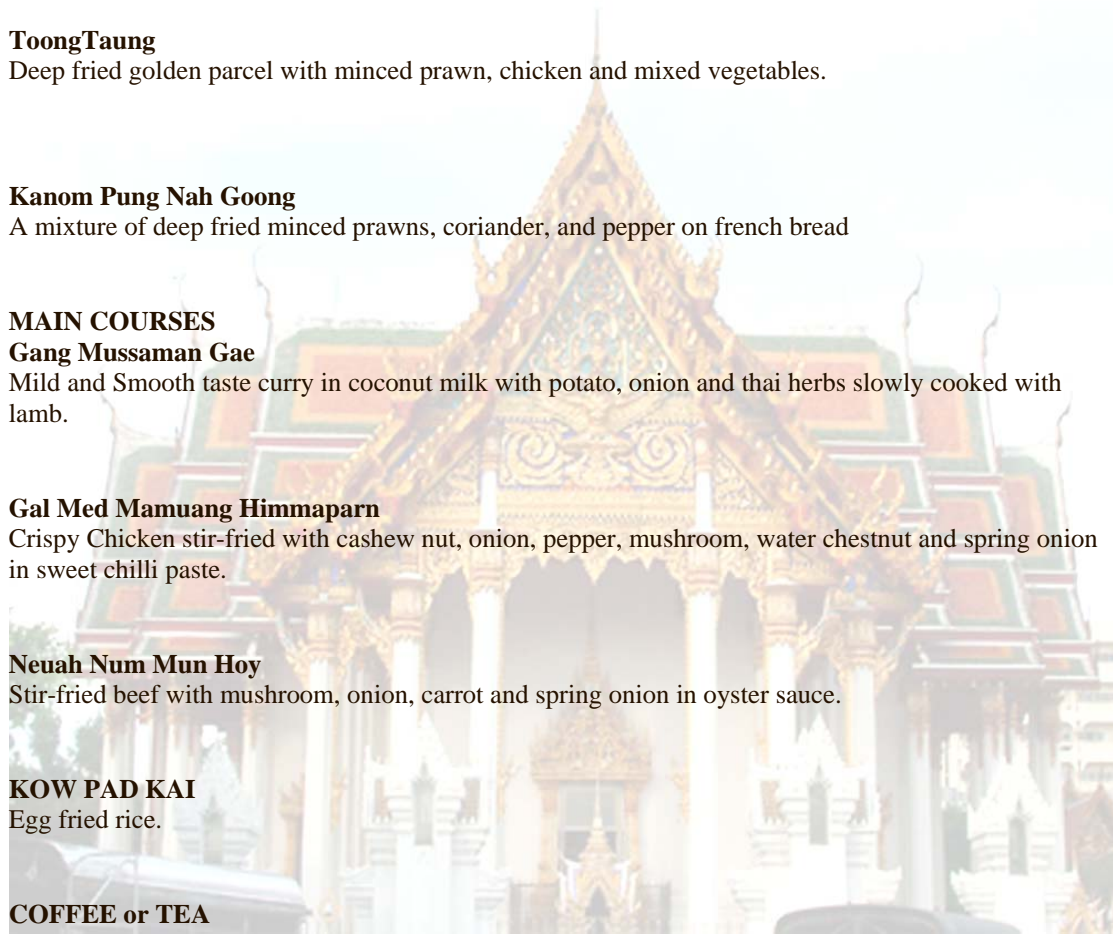 ToongTaung
Deep fried golden parcel with minced prawn, chicken and mixed vegetables.
Kanom Pung Nah Goong
A mixture of deep fried minced prawns, coriander, and pepper on french bread
MAIN COURSES
Gang Mussaman Gae
Mild and Smooth taste curry in coconut milk with potato, onion and thai herbs slowly cooked with
lamb.
Gal Med Mamuang Himmaparn
Crispy Chicken stir-fried with cashew nut, onion, pepper, mushroom, water chestnut and spring onion
in sweet chilli paste.
Neuah Num Mun Hoy
Stir-fried beef with mushroom, onion, carrot and spring onion in oyster sauce.
KOW PAD KAI
Egg fried rice.
COFFEE or TEA